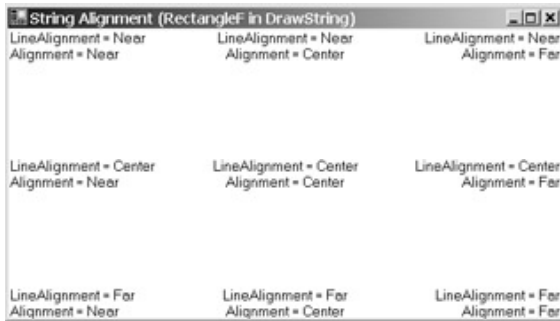 String Alignment (RectangleF in DrawString)
LineAlignment = Near LineAlignment = Near LineAlignment = Near
Alignment = Near Alignment = Center Alignment = Far
LineAlignment = Center LineAlignment = Center LineAlignment = Center
Alignment = Near Alignment = Center Alignment = Far
LineAlignment = Far LineAlignment = Far LineAlignment = Far
Alignment = Near Alignment = Center Alignment = Far